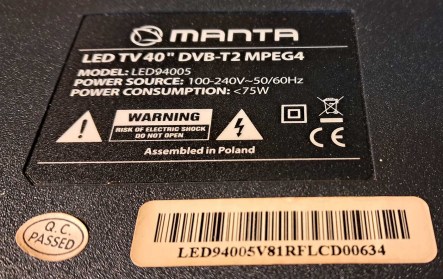 MANTA
LED TV 40" DVB-T2 MPEG4
MODEL: LED94005
POWER SOURCE: 100-240V~50/60Hz
POWER CONSUMPTION: <75W
WARNING
RISK OF ELECTRIC SHOCK
DO NOT OPEN
CE
Assembled in Poland
Q.C.
PASSED
LED94005V81RFLCD00634